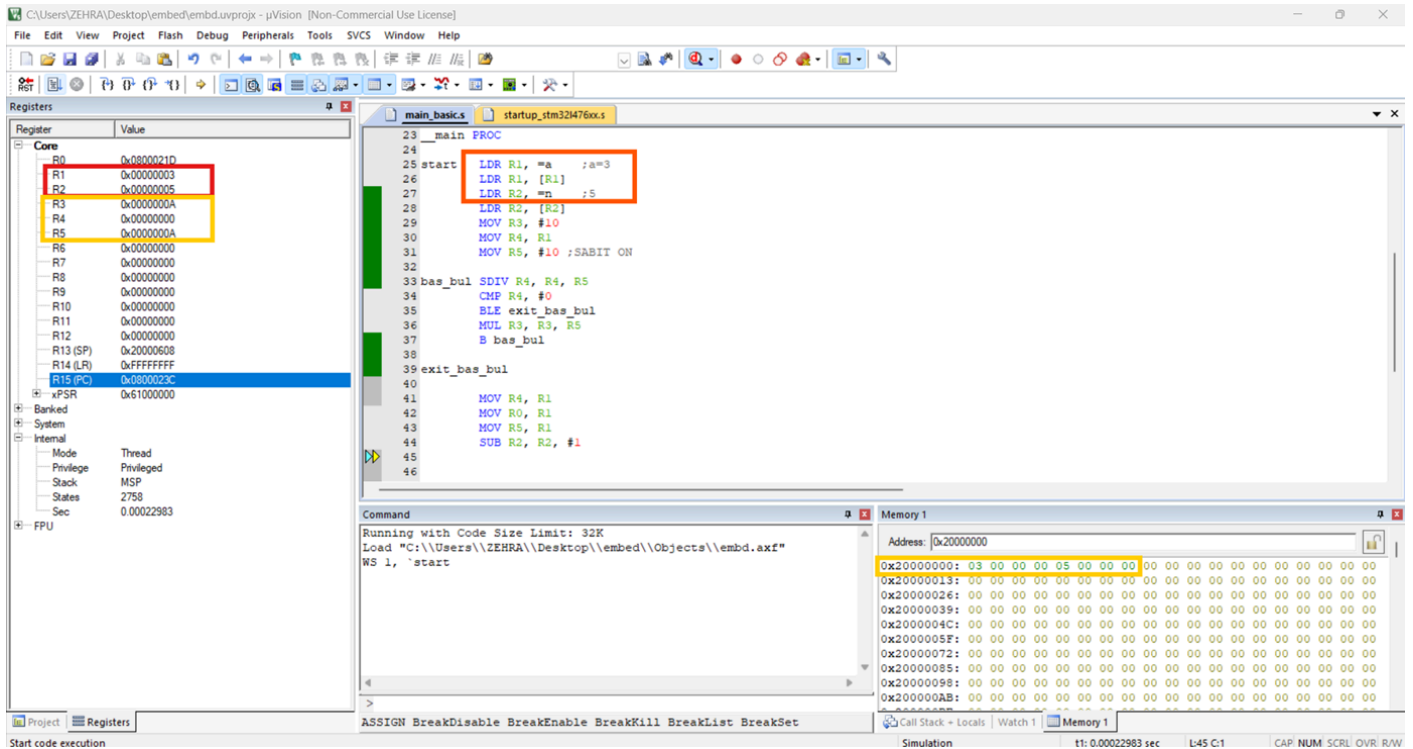 C:\Users\ZEHRA\Desktop\embed\embd.uvprojx - µVision [Non-Commercial Use License]
File Edit View Project Flash Debug Peripherals Tools SVCS Window Help
RST
Registers
Register Value
Core
R0 0x0800021D
R1 0x00000003
R2 0x00000005
R3 0x0000000A
R4 0x00000000
R5 0x0000000A
R6 0x00000000
R7 0x00000000
R8 0x00000000
R9 0x00000000
R10 0x00000000
R11 0x00000000
R12 0x00000000
R13 (SP) 0x20000608
R14 (LR) 0xFFFFFFFF
R15 (PC) 0x0800023C
xPSR 0x61000000
Banked
System
Internal
Mode Thread
Privilege Privileged
Stack MSP
States 2758
Sec 0.00022983
FPU
Project Registers
main_basic.s startup_stm32l476xx.s
23 __main PROC
24
25 start LDR R1, =a ;a=3
26 LDR R1, [R1]
27 LDR R2, =n ;5
28 LDR R2, [R2]
29 MOV R3, #10
30 MOV R4, R1
31 MOV R5, #10 ;SABIT ON
32
33 bas_bul SDIV R4, R4, R5
34 CMP R4, #0
35 BLE exit_bas_bul
36 MUL R3, R3, R5
37 B bas_bul
38
39 exit_bas_bul
40
41 MOV R4, R1
42 MOV R0, R1
43 MOV R5, R1
44 SUB R2, R2, #1
45
46
Command
Running with Code Size Limit: 32K
Load "C:\\Users\\ZEHRA\\Desktop\\embed\\Objects\\embd.axf"
WS 1, `start
>
ASSIGN BreakDisable BreakEnable BreakKill BreakList BreakSet
Memory 1
Address: 0x20000000
0x20000000: 03 00 00 00 05 00 00 00 00 00 00 00 00 00 00 00 00 00 00
0x20000013: 00 00 00 00 00 00 00 00 00 00 00 00 00 00 00 00 00 00 00
0x20000026: 00 00 00 00 00 00 00 00 00 00 00 00 00 00 00 00 00 00 00
0x20000039: 00 00 00 00 00 00 00 00 00 00 00 00 00 00 00 00 00 00 00
0x2000004C: 00 00 00 00 00 00 00 00 00 00 00 00 00 00 00 00 00 00 00
0x2000005F: 00 00 00 00 00 00 00 00 00 00 00 00 00 00 00 00 00 00 00
0x20000072: 00 00 00 00 00 00 00 00 00 00 00 00 00 00 00 00 00 00 00
0x20000085: 00 00 00 00 00 00 00 00 00 00 00 00 00 00 00 00 00 00 00
0x20000098: 00 00 00 00 00 00 00 00 00 00 00 00 00 00 00 00 00 00 00
0x200000AB: 00 00 00 00 00 00 00 00 00 00 00 00 00 00 00 00 00 00 00
Call Stack + Locals Watch 1 Memory 1
Start code execution Simulation t1: 0.00022983 sec L:45 C:1 CAP NUM SCRL OVR R/W